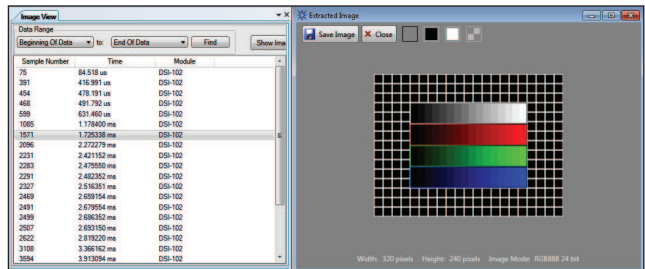 Image View
Data Range
Beginning Of Data to: End Of Data Find Show Ima
Sample Number Time Module
75 84.518 us DSI-102
391 416.991 us DSI-102
454 478.191 us DSI-102
468 491.792 us DSI-102
599 631.460 us DSI-102
1085 1.178400 ms DSI-102
1571 1.725338 ms DSI-102
2096 2.272279 ms DSI-102
2231 2.421152 ms DSI-102
2283 2.475550 ms DSI-102
2291 2.482352 ms DSI-102
2327 2.516351 ms DSI-102
2469 2.659154 ms DSI-102
2491 2.679554 ms DSI-102
2499 2.686352 ms DSI-102
2507 2.693150 ms DSI-102
2622 2.819220 ms DSI-102
3108 3.366162 ms DSI-102
3594 3.913094 ms DSI-102
Extracted Image
Save Image Close
Width: 320 pixels Height: 240 pixels Image Mode: RGB888 24 bit